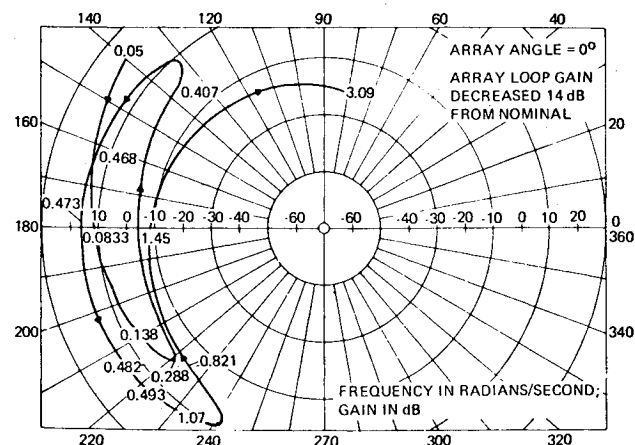 140 120 90 60 40
0.05
ARRAY ANGLE = 0°
0.407
3.09
ARRAY LOOP GAIN
DECREASED 14 dB
FROM NOMINAL
160
20
0.468
0.473
180 10 0 -10 -20 -40 -60 -60 -40 -20 -10 0 10 20 0
0.0833 1.45
360
200
0.138
0.821
340
0.482
0.288
0.493
FREQUENCY IN RADIANS/SECOND;
GAIN IN dB
1.07
220 240 270 300 320